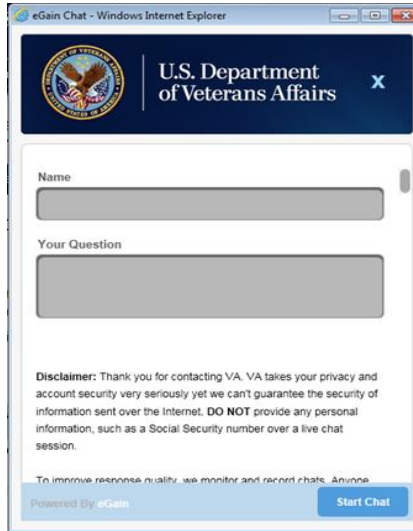 eGain Chat - Windows Internet Explorer
U.S. Department
of Veterans Affairs
X
Name
Your Question
Disclaimer: Thank you for contacting VA. VA takes your privacy and
account security very seriously yet we can't guarantee the security of
information sent over the Internet. DO NOT provide any personal
information, such as a Social Security number over a live chat
session.
To improve response quality, we monitor and record chats. Anyone
Powered By eGain
Start Chat